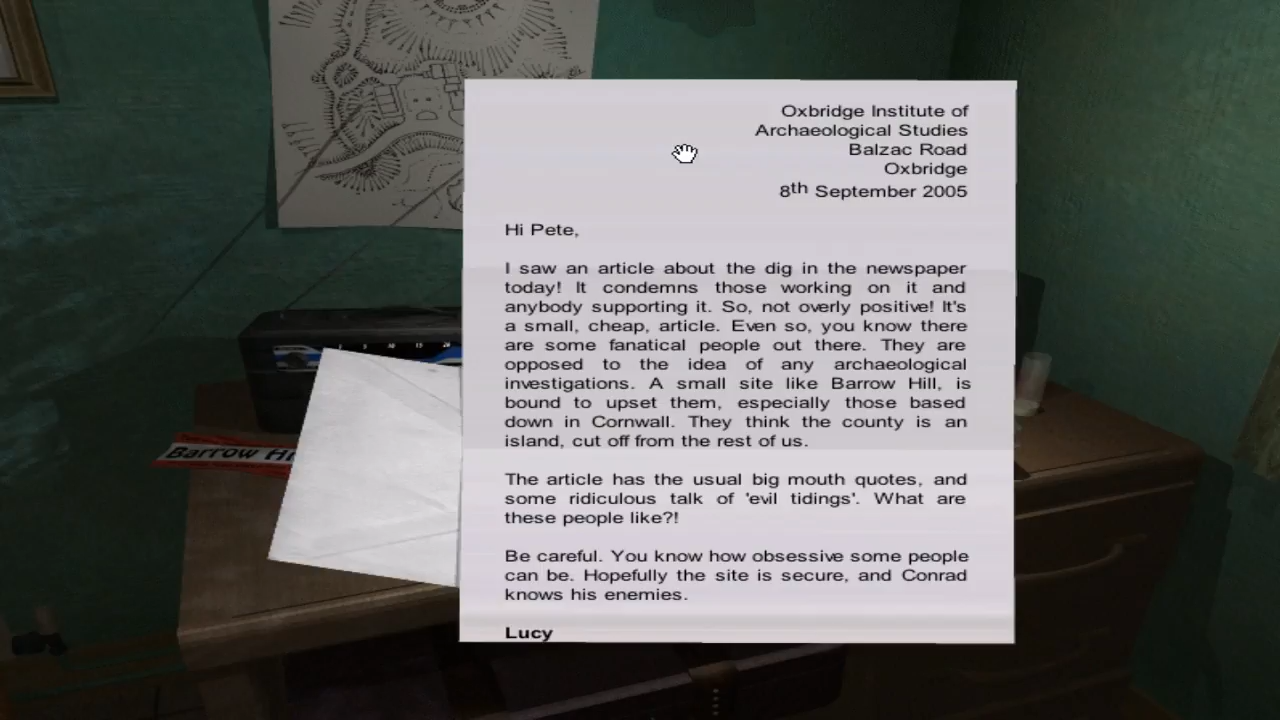 Oxbridge Institute of
Archaeological Studies
Balzac Road
Oxbridge
8th September 2005
Hi Pete,
I saw an article about the dig in the newspaper
today! It condemns those working on it and
anybody supporting it. So, not overly positive! It's
a small, cheap, article. Even so, you know there
are some fanatical people out there. They are
opposed to the idea of any archaeological
investigations. A small site like Barrow Hill, is
bound to upset them, especially those based
down in Cornwall. They think the county is an
island, cut off from the rest of us.
The article has the usual big mouth quotes, and
some ridiculous talk of 'evil tidings'. What are
these people like?!
Be careful. You know how obsessive some people
can be. Hopefully the site is secure, and Conrad
knows his enemies.
Lucy
Barrow